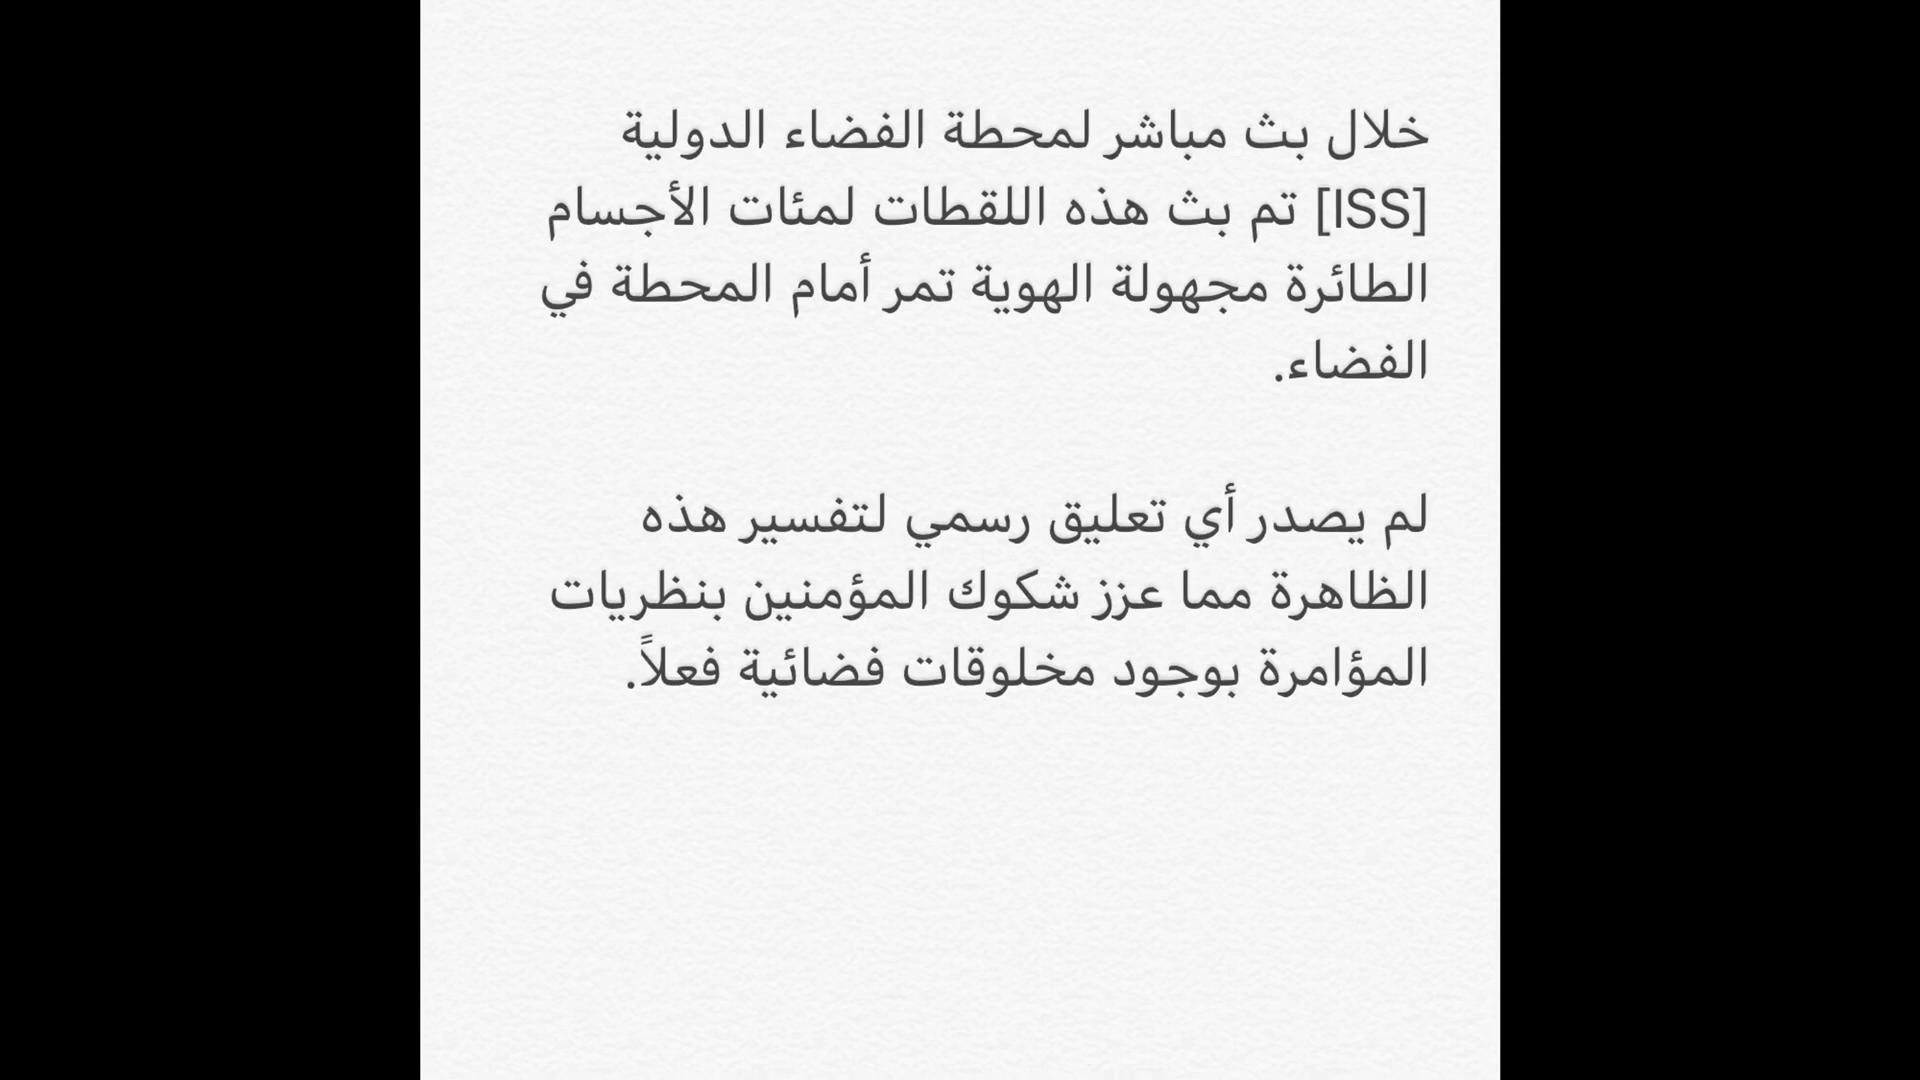 خلال بث مباشر لمحطة الفضاء الدولية
[ISS] تم بث هذه اللقطات لمئات الأجسام
الطائرة مجهولة الهوية تمر أمام المحطة في
الفضاء.
لم يصدر أي تعليق رسمي لتفسير هذه
الظاهرة مما عزز شكوك المؤمنين بنظريات
المؤامرة بوجود مخلوقات فضائية فعلاً.